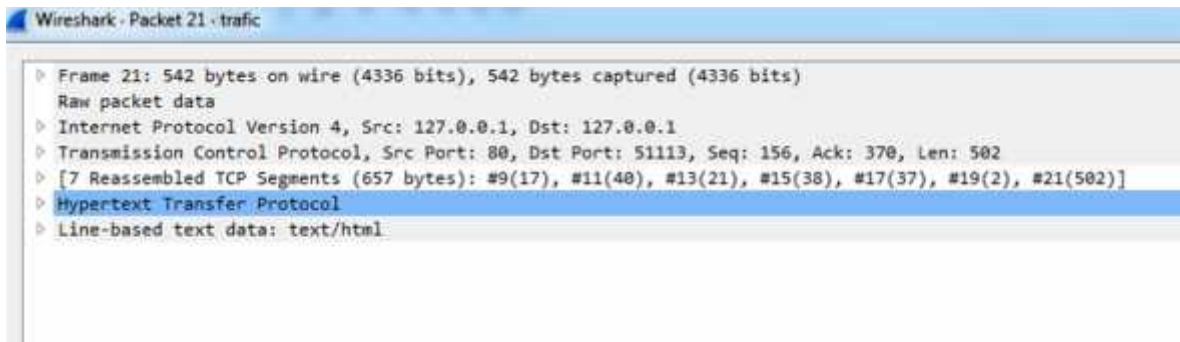 Wireshark · Packet 21 · trafic
Frame 21: 542 bytes on wire (4336 bits), 542 bytes captured (4336 bits)
Raw packet data
Internet Protocol Version 4, Src: 127.0.0.1, Dst: 127.0.0.1
Transmission Control Protocol, Src Port: 80, Dst Port: 51113, Seq: 156, Ack: 370, Len: 502
[7 Reassembled TCP Segments (657 bytes): #9(17), #11(40), #13(21), #15(38), #17(37), #19(2), #21(502)]
Hypertext Transfer Protocol
Line-based text data: text/html